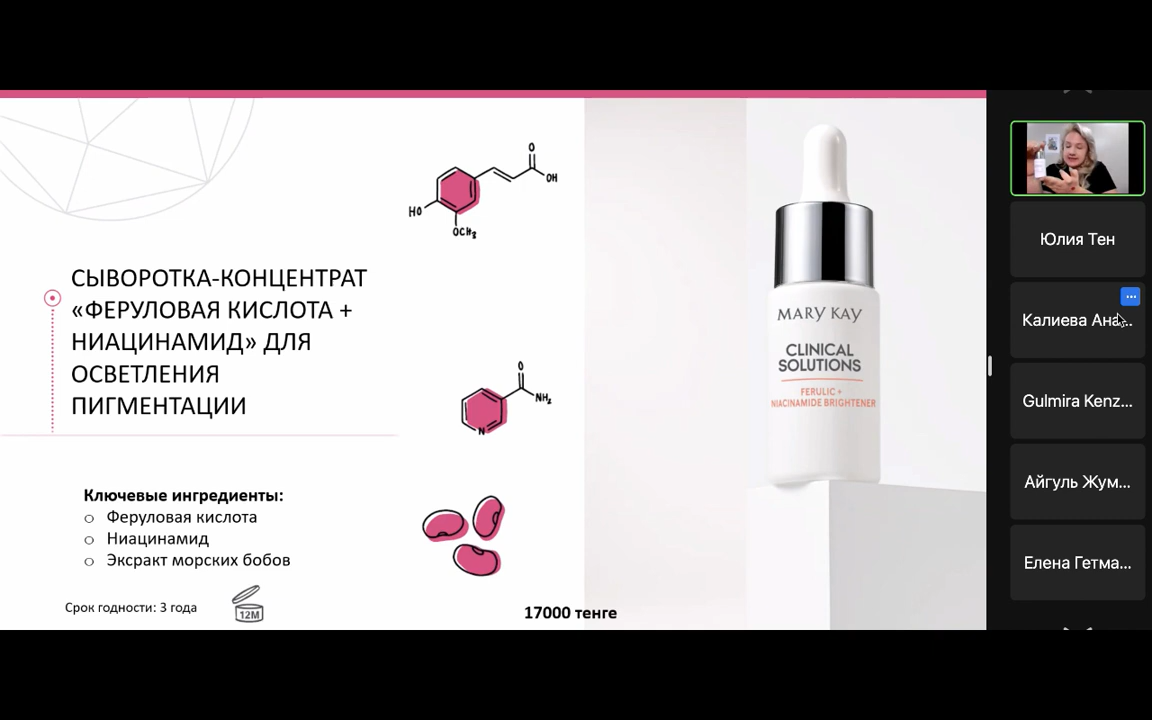 СЫВОРОТКА-КОНЦЕНТРАТ
«ФЕРУЛОВАЯ КИСЛОТА +
НИАЦИНАМИД» ДЛЯ
ОСВЕТЛЕНИЯ
ПИГМЕНТАЦИИ
Ключевые ингредиенты:
Феруловая кислота
Ниацинамид
Эксракт морских бобов
Срок годности: 3 года
12M
17000 тенге
O
OH
HO
OCH₃
O
NH₂
N
MARY KAY
CLINICAL
SOLUTIONS
FERULIC +
NIACINAMIDE BRIGHTENER
Юлия Тен
Калиева Ана...
Gulmira Kenz...
Айгуль Жум...
Елена Гетма...